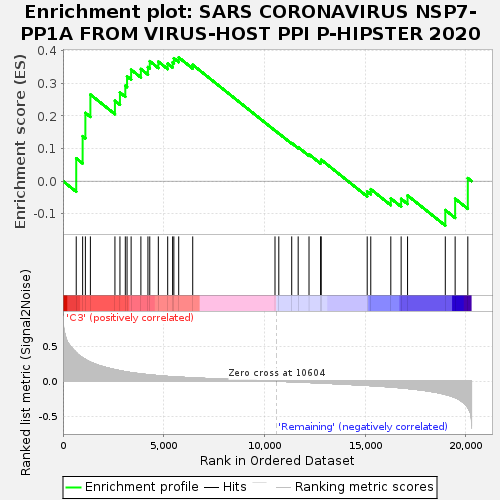 Enrichment plot: SARS CORONAVIRUS NSP7-
PP1A FROM VIRUS-HOST PPI P-HIPSTER 2020
Enrichment score (ES)
0.4
0.3
0.2
0.1
0.0
-0.1
'C3' (positively correlated)
Ranked list metric (Signal2Noise)
0.5
0.0
-0.5
Zero cross at 10604
'Remaining' (negatively correlated)
0
5,000
10,000
15,000
20,000
Rank in Ordered Dataset
Enrichment profile
Hits
Ranking metric scores